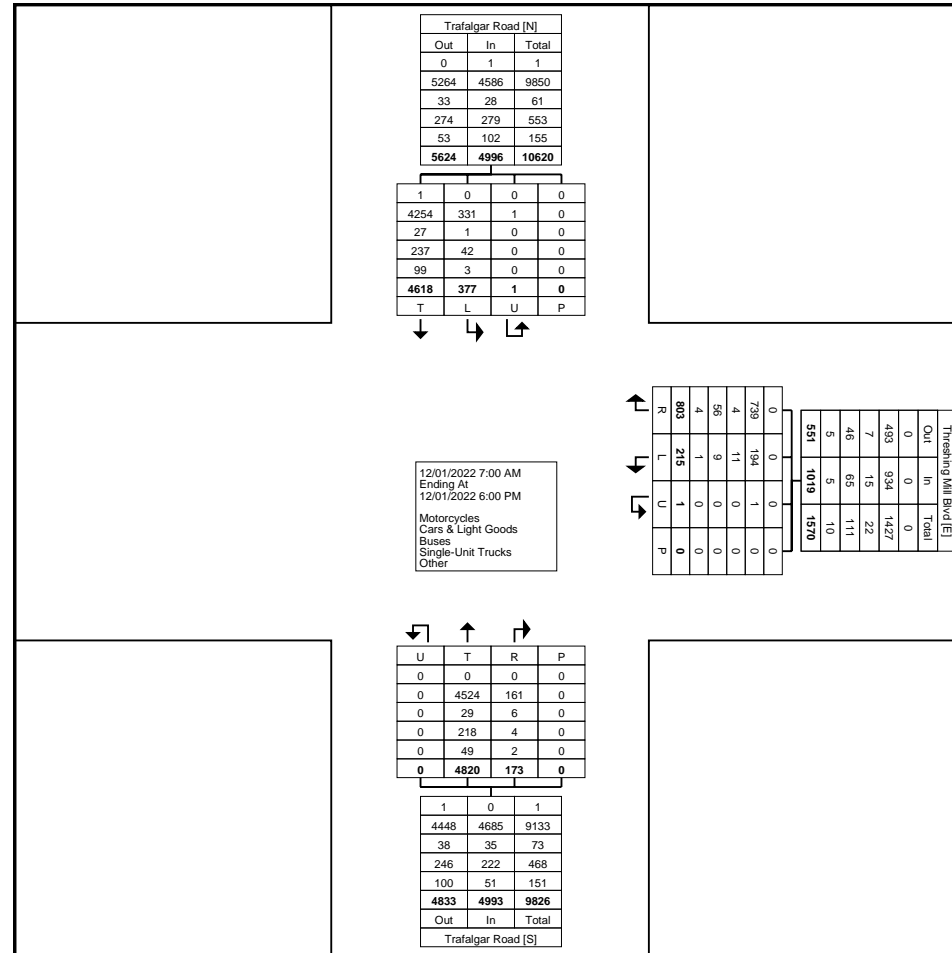 Trafalgar Road [N]
Out In Total
0 1 1
5264 4586 9850
33 28 61
274 279 553
53 102 155
5624 4996 10620
1 0 0 0
4254 331 1 0
27 1 0 0
237 42 0 0
99 3 0 0
4618 377 1 0
T L U P
Threshing Mill Blvd [E]
Out In Total
0 0 0
493 934 1427
7 15 22
46 65 111
5 5 10
551 1019 1570
0 0 0 0
739 194 1 0
4 11 0 0
56 9 0 0
4 1 0 0
803 215 1 0
R L U P
12/01/2022 7:00 AM
Ending At
12/01/2022 6:00 PM
Motorcycles
Cars & Light Goods
Buses
Single-Unit Trucks
Other
U T R P
0 0 0 0
0 4524 161 0
0 29 6 0
0 218 4 0
0 49 2 0
0 4820 173 0
1 0 1
4448 4685 9133
38 35 73
246 222 468
100 51 151
4833 4993 9826
Out In Total
Trafalgar Road [S]